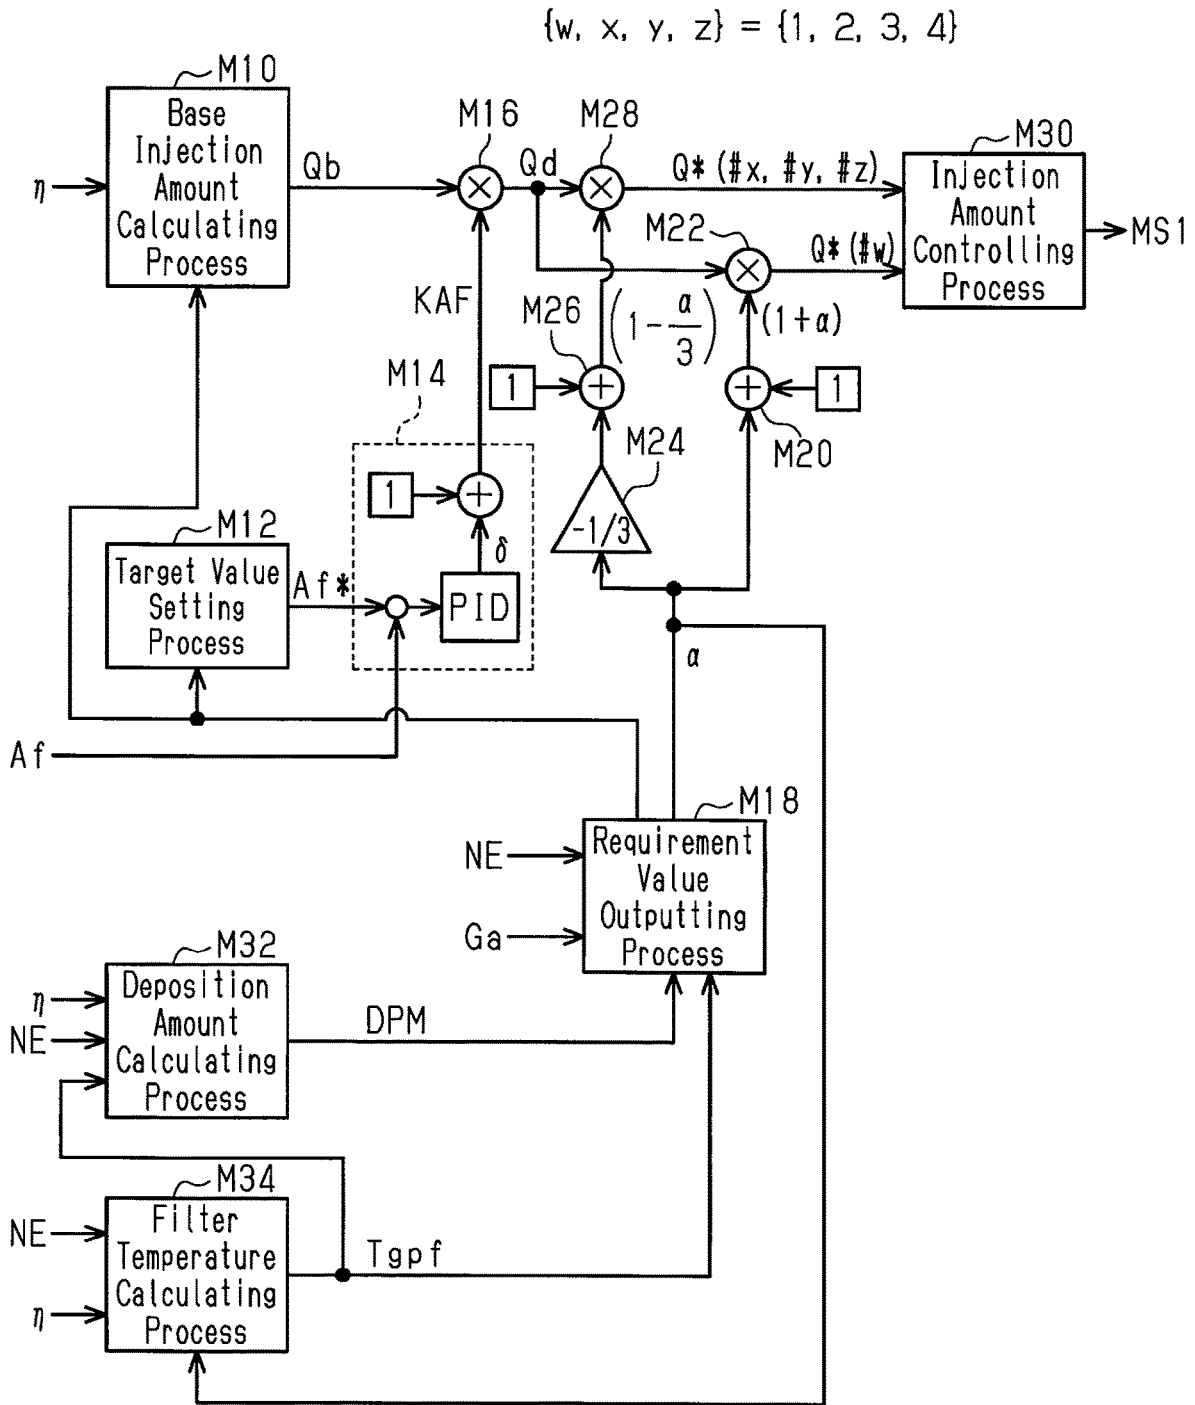 {w, x, y, z} = {1, 2, 3, 4}
M10
Base
Injection
Amount
Calculating
Process
η
Qb
M16
Qd
M28
Q* (#x, #y, #z)
M30
Injection
Amount
Controlling
Process
MS1
M22
Q* (#w)
KAF
M26
(1-α/3)
(1+α)
M14
1
1
M20
M24
1
-1/3
M12
Target Value
Setting
Process
Af*
δ
PID
α
Af
M18
Requirement
Value
Outputting
Process
NE
Ga
M32
Deposition
Amount
Calculating
Process
η
NE
DPM
M34
Filter
Temperature
Calculating
Process
NE
η
Tgpf